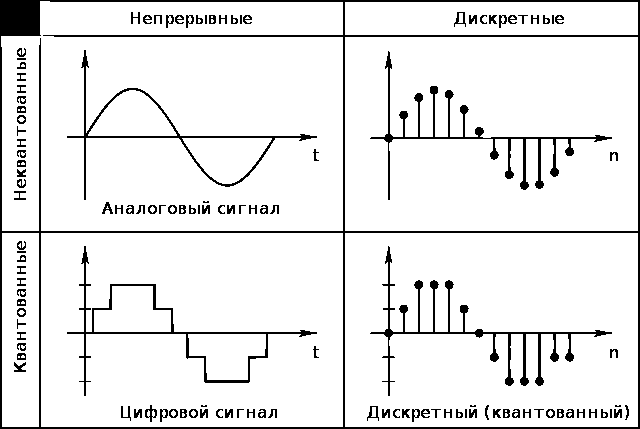 Непрерывные
Дискретные
Неквантованные
t
n
Аналоговый сигнал
Квантованные
t
n
Цифровой сигнал
Дискретный (квантованный)